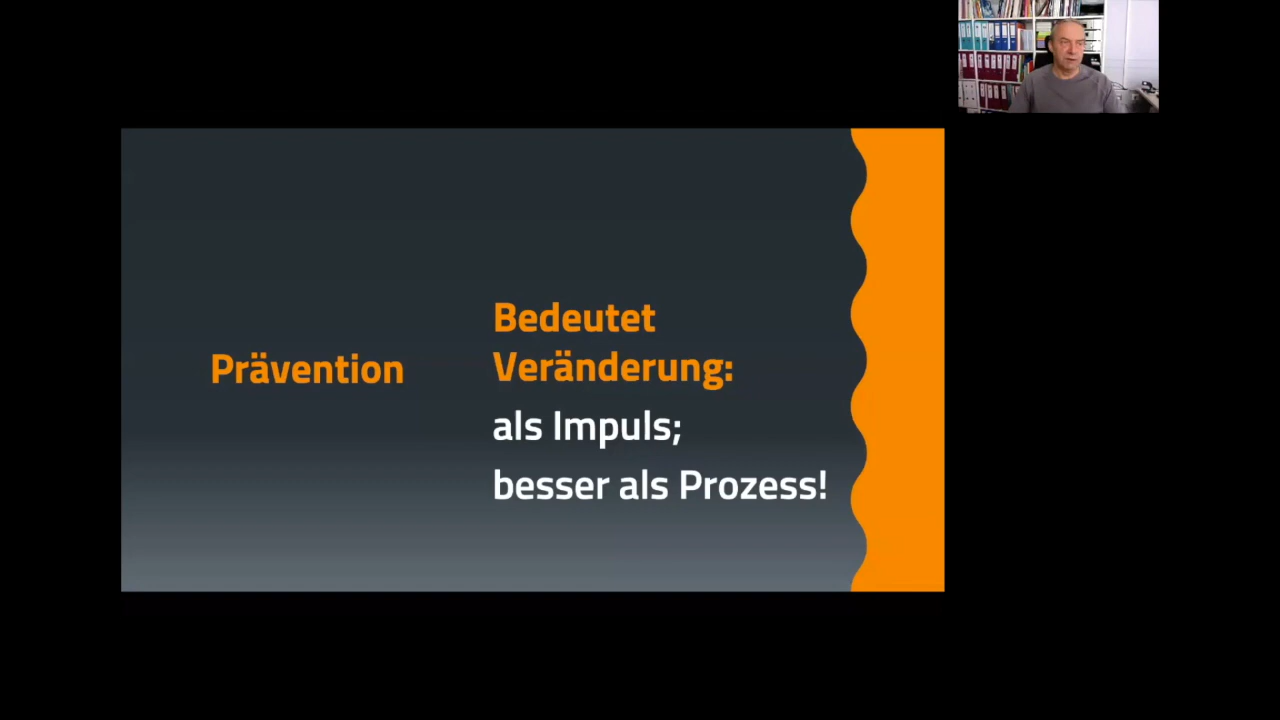 Prävention
Bedeutet
Veränderung:
als Impuls;
besser als Prozess!